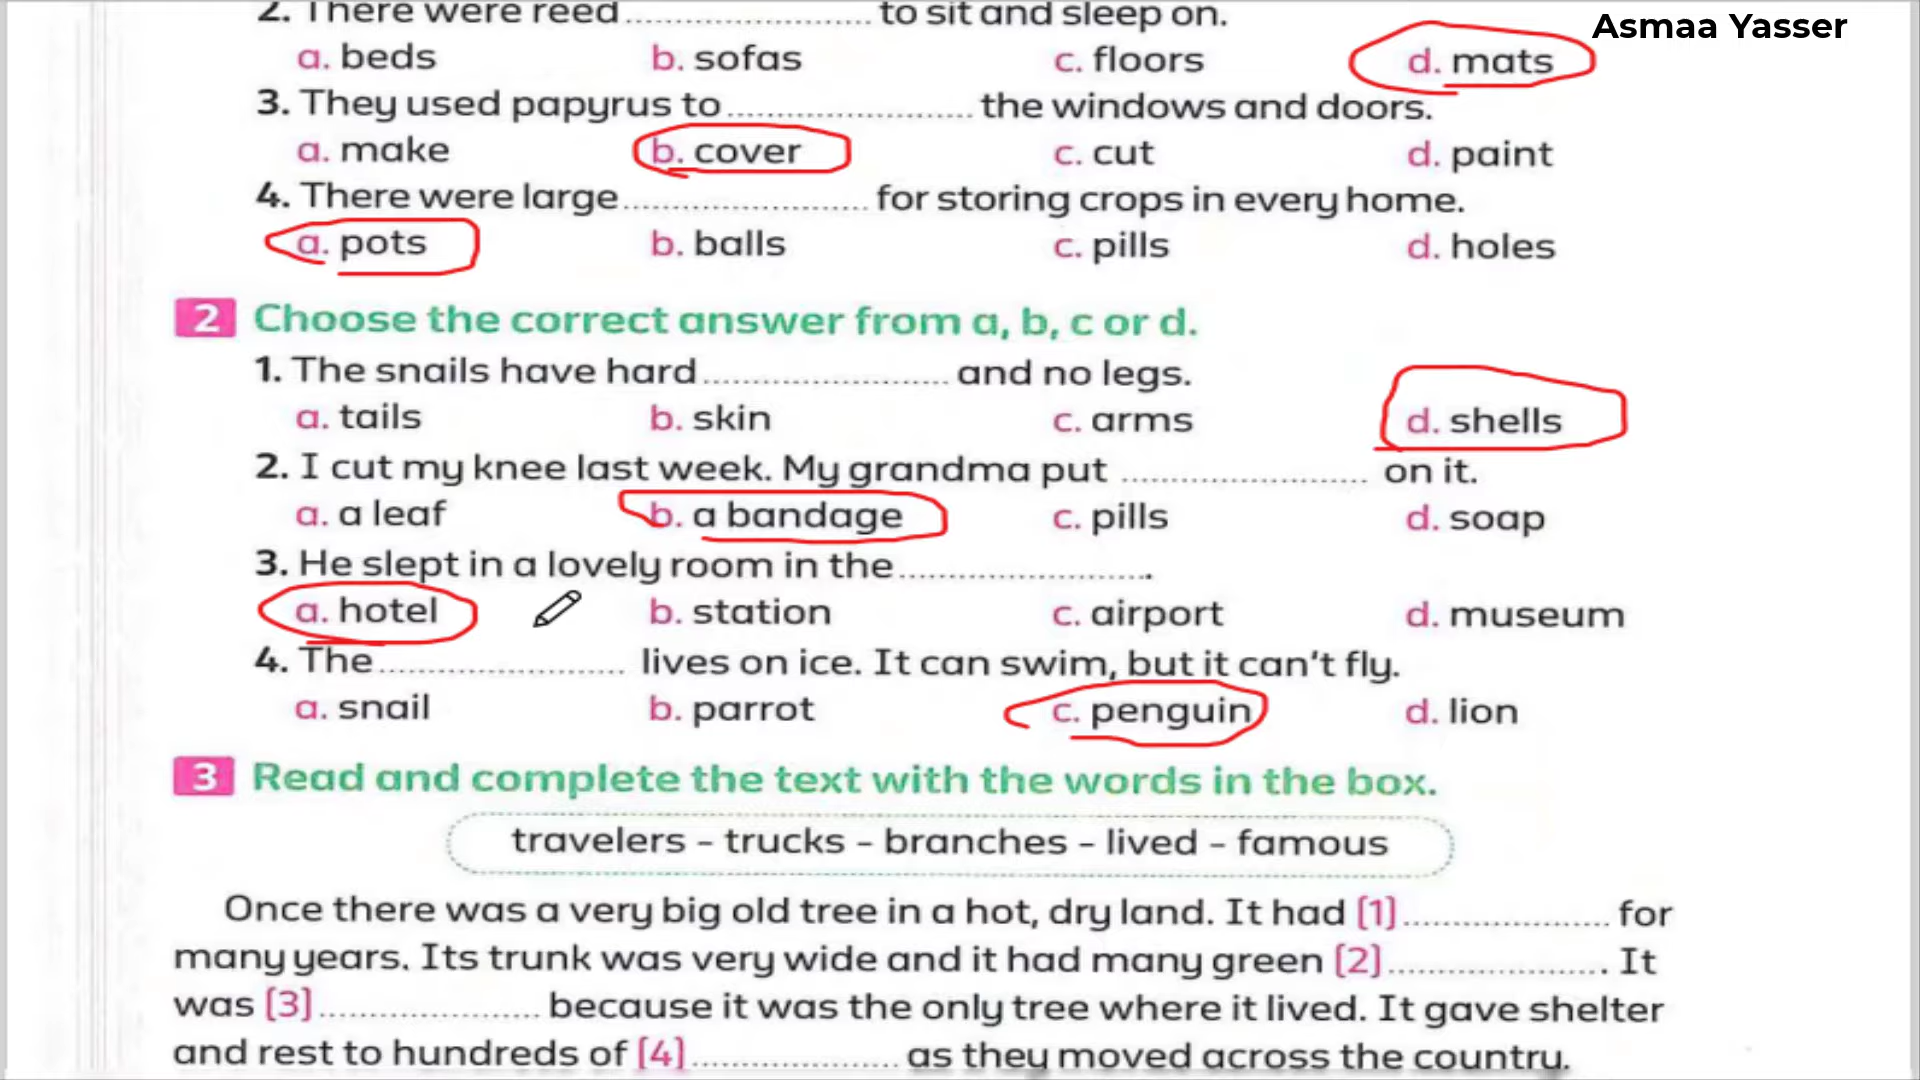 Asmaa Yasser
2. There were reed ........................ to sit and sleep on.
a. beds b. sofas c. floors d. mats
3. They used papyrus to ........................ the windows and doors.
a. make b. cover c. cut d. paint
4. There were large ........................ for storing crops in every home.
a. pots b. balls c. pills d. holes
2 Choose the correct answer from a, b, c or d.
1. The snails have hard ........................ and no legs.
a. tails b. skin c. arms d. shells
2. I cut my knee last week. My grandma put ........................ on it.
a. a leaf b. a bandage c. pills d. soap
3. He slept in a lovely room in the ........................ .
a. hotel b. station c. airport d. museum
4. The ........................ lives on ice. It can swim, but it can't fly.
a. snail b. parrot c. penguin d. lion
3 Read and complete the text with the words in the box.
travelers - trucks - branches - lived - famous
Once there was a very big old tree in a hot, dry land. It had [1] .................... for
many years. Its trunk was very wide and it had many green [2] .................... . It
was [3] .................... because it was the only tree where it lived. It gave shelter
and rest to hundreds of [4] .................... as they moved across the country.